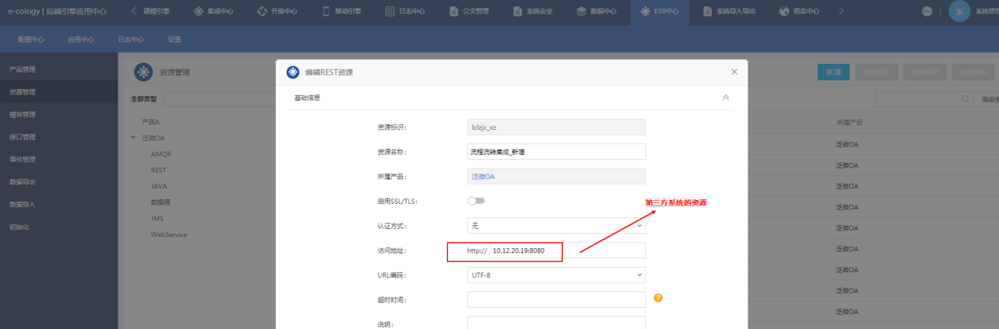 e-cology | 后端引擎应用中心 建模引擎 集成中心 升级中心 移动引擎 日志中心 公文管理 系统安全 数据中心 ESB中心 系统导入导出 语言中心 系 系统管理
配置中心 应用中心 日志中心 设置
产品管理
资源管理
模块管理
接口管理
事件管理
数据导出
数据导入
初始化
资源管理
新 建
全部类型
高级搜
产品A
泛微OA
AMQP
REST
JAVA
数据源
JMS
WebService
编辑REST资源
基础信息
资源标识: lclzjc_xz
资源名称: 流程流转集成_新增
所属产品: 泛微OA
启用SSL/TLS:
第三方系统的资源
认证方式: 无
访问地址: http:// 10.12.20.19:8080
URL编码: UTF-8
超时时间: ?
说明:
所属产品
泛微OA
泛微OA
泛微OA
泛微OA
泛微OA
泛微OA
泛微OA
泛微OA
泛微OA